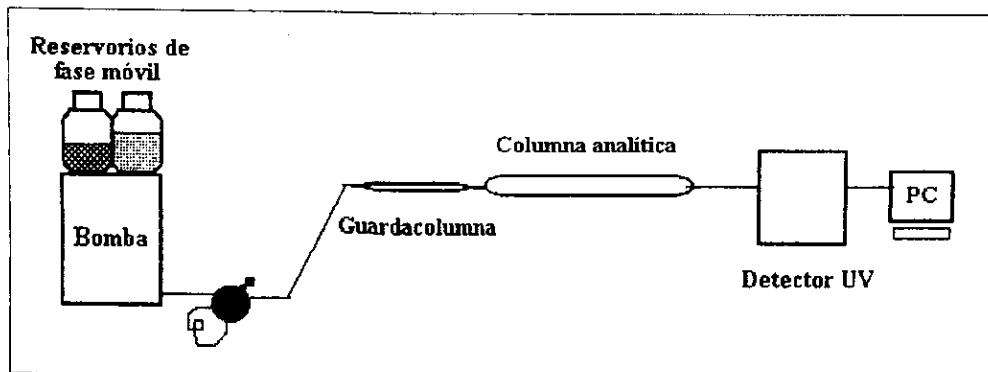 Reservorios de
fase móvil
Bomba
Guardacolumna
Columna analítica
Detector UV
PC